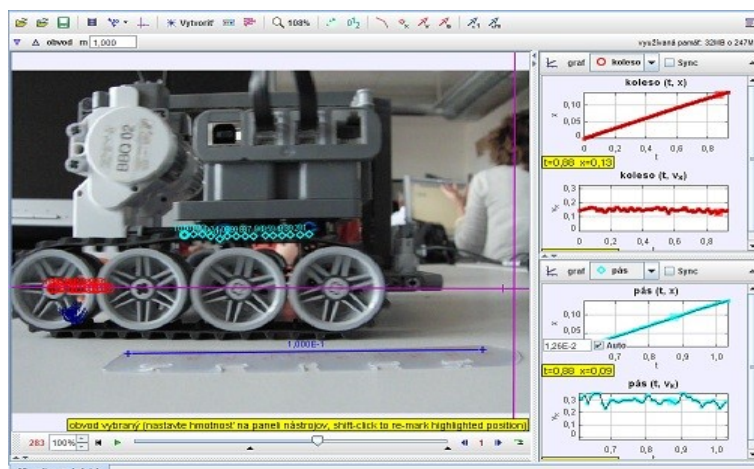 Vytvoriť 108%
obvod m 1,000 využívaná pamäť: 32MB o 247M
BBQ 02
1,000E-1
obvod vybraný (nastavte hmotnosť na paneli nástrojov, shift-click to re-mark highlighted position)
283 100% 1
graf koleso Sync
koleso (t, x)
x
0,10
0,05
0
0 0,2 0,4 0,6 0,8
t
t=0,88 x=0,13
koleso (t, vₓ)
vₓ
0,3
0,2
0,1
0
0 0,2 0,4 0,6 0,8
graf pás Sync
pás (t, x)
x
0,10
0,05
1,26E-2 Auto
0,7 0,8 0,9 1,0
t
t=0,88 x=0,09
pás (t, vₓ)
vₓ
0,3
0,2
0,1
0
0,7 0,8 0,9 1,0